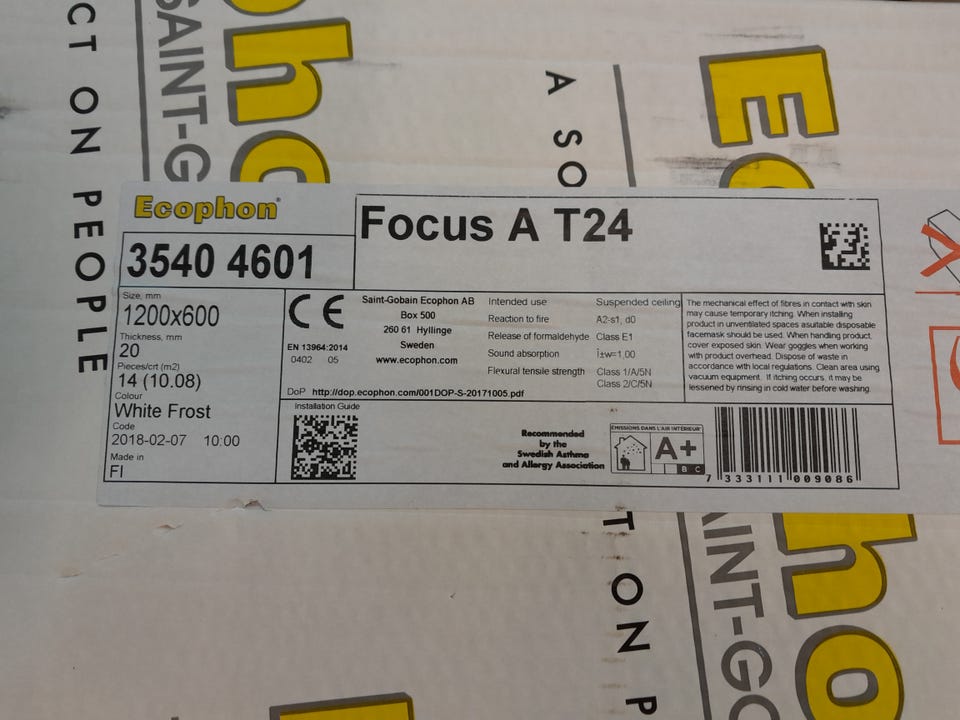 CT ON PEOPLE
SAINT-G
pho
A SO
Eco
Ecophon®
Focus A T24
3540 4601
Size, mm
1200x600
Thickness, mm
20
Pieces/crt (m2)
14 (10.08)
Colour
White Frost
Code
2018-02-07 10:00
Made in
FI
CE
EN 13964:2014
0402 05
Saint-Gobain Ecophon AB
Box 500
260 61 Hyllinge
Sweden
www.ecophon.com
Intended use Suspended ceiling
Reaction to fire A2-s1, d0
Release of formaldehyde Class E1
Sound absorption Î±w=1,00
Flexural tensile strength Class 1/A/5N
Class 2/C/5N
DoP http://dop.ecophon.com/001DOP-S-20171005.pdf
The mechanical effect of fibres in contact with skin
may cause temporary itching. When installing
product in unventilated spaces asuitable disposable
facemask should be used. When handling product
cover exposed skin. Wear goggles when working
with product overhead. Dispose of waste in
accordance with local regulations. Clean area using
vacuum equipment. If itching occurs, it may be
lessened by rinsing in cold water before washing.
Installation Guide
Recommended
by the
Swedish Asthma
and Allergy Association
ÉMISSIONS DANS L'AIR INTÉRIEUR
A+
B C
7 333111 009086
T ON P
AINT-GO
pho